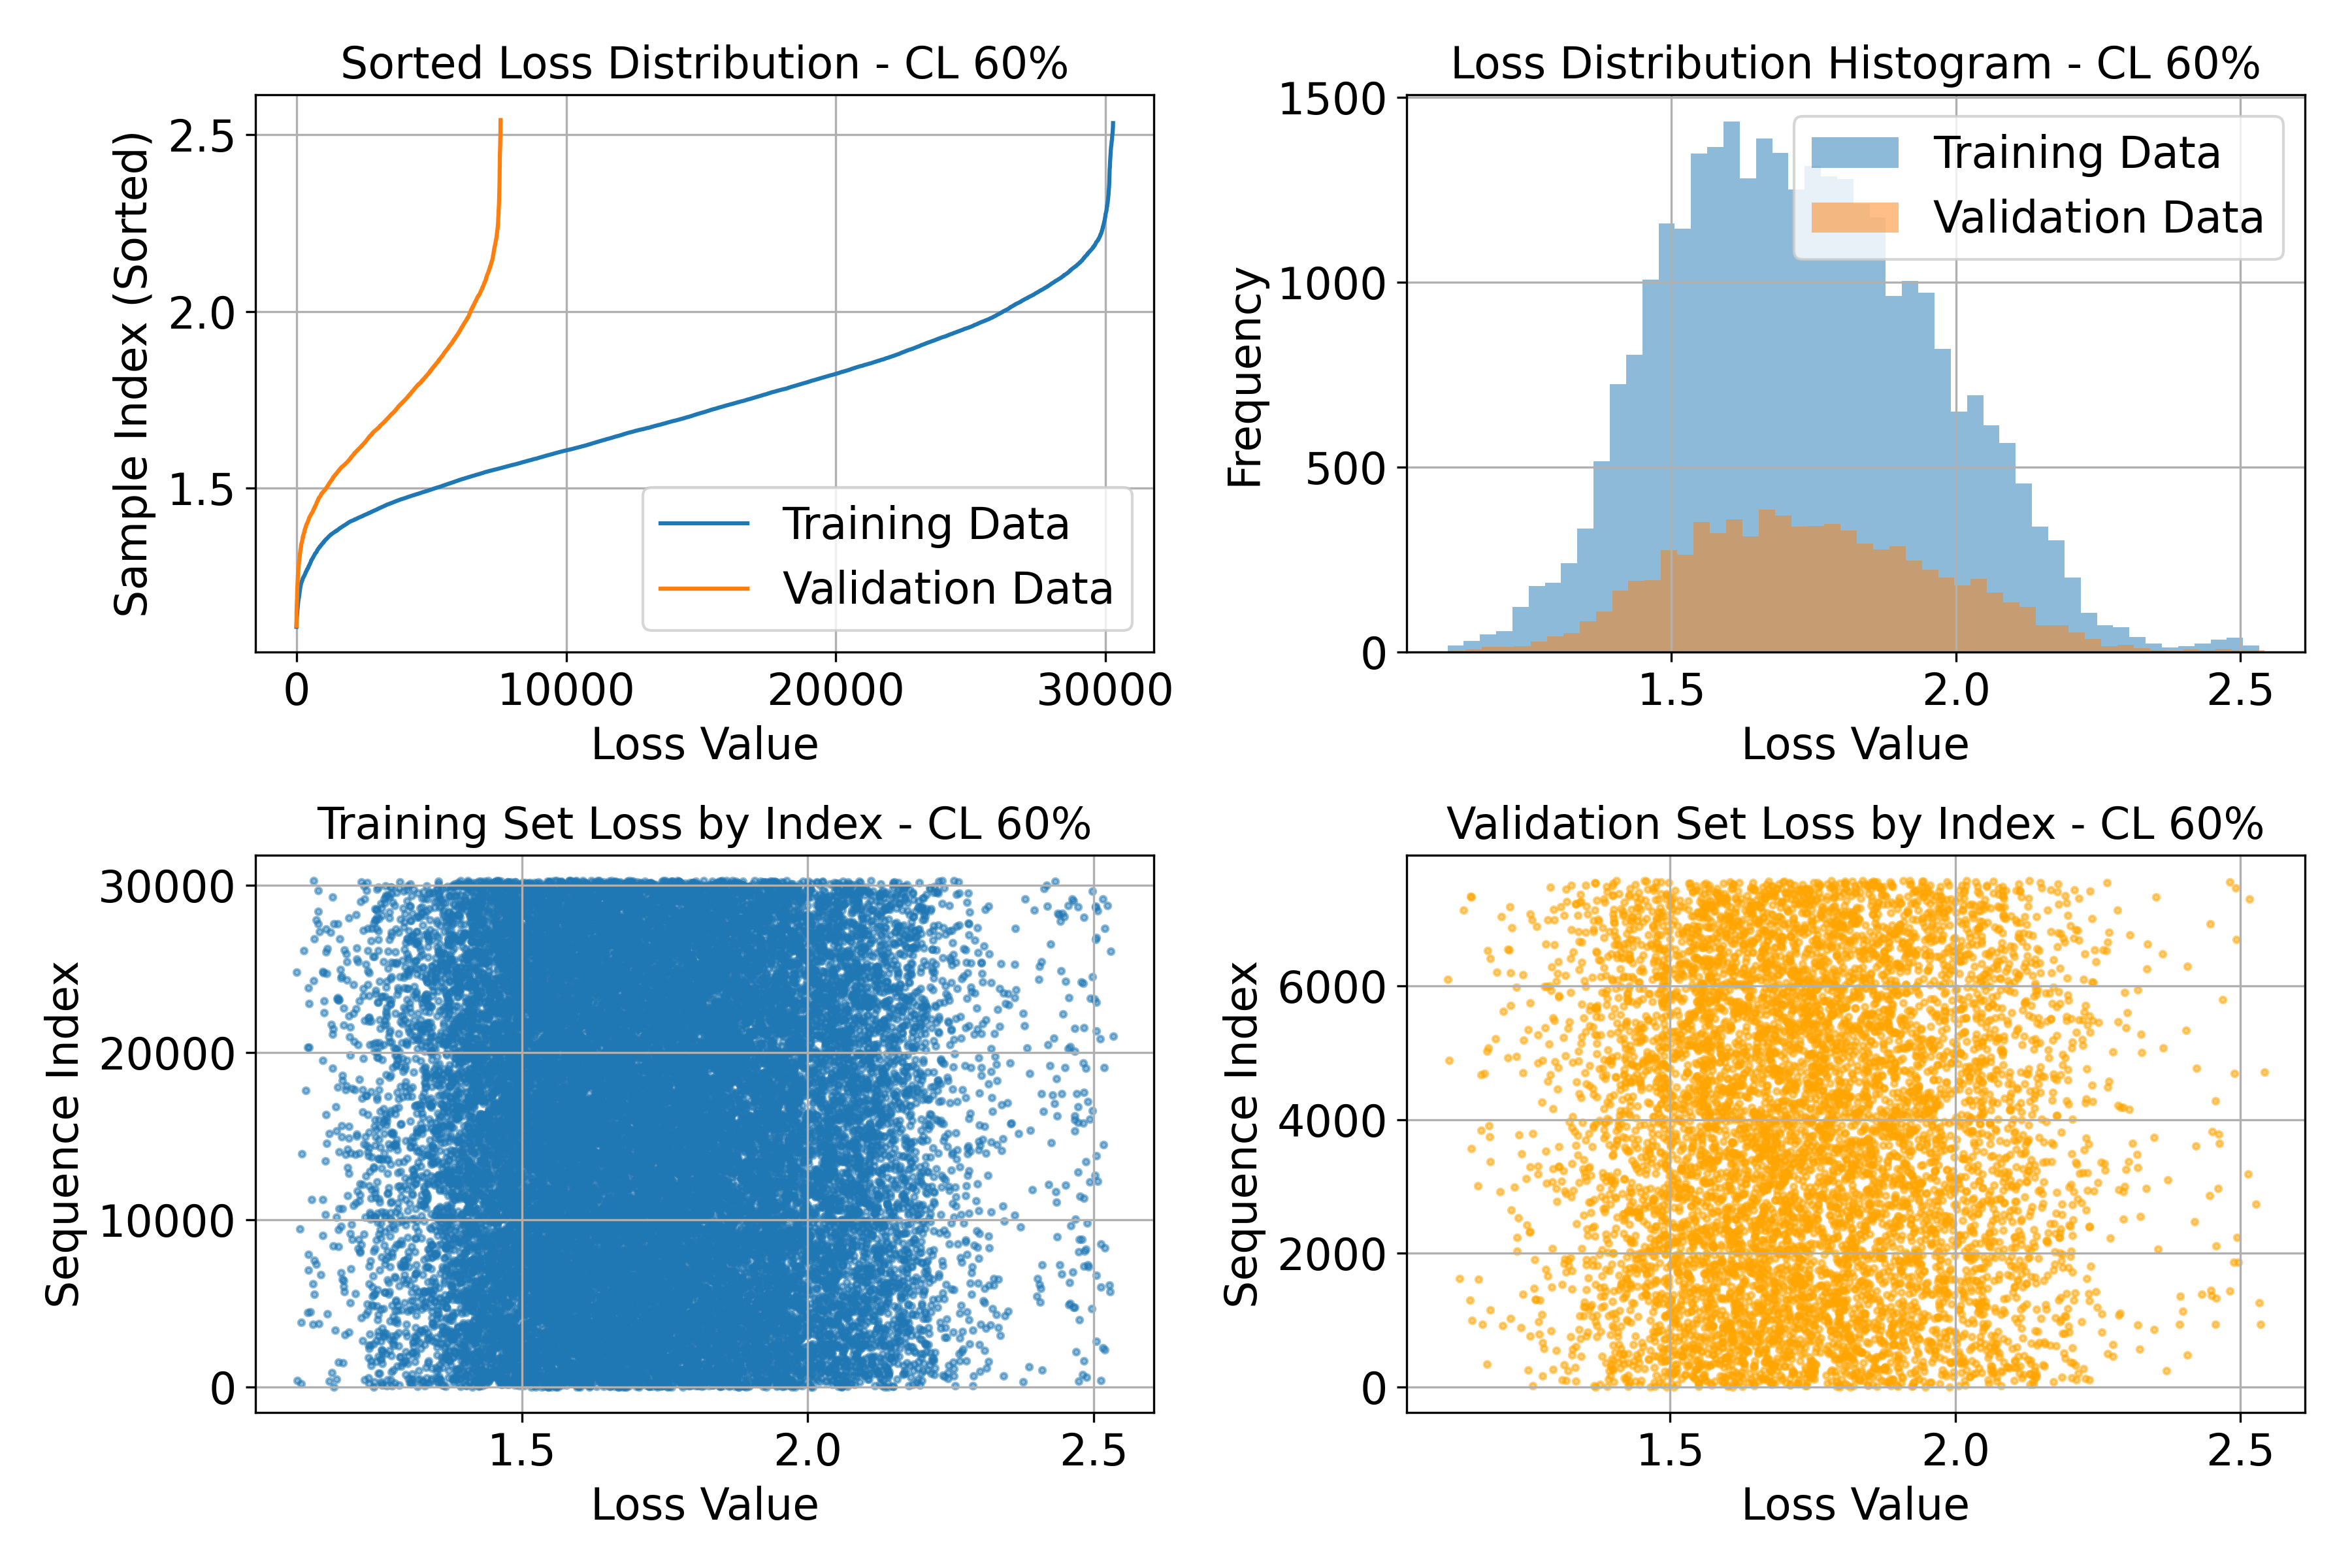 Sorted Loss Distribution - CL 60%
Sample Index (Sorted)
2.5
2.0
1.5
Training Data
Validation Data
0
10000
20000
30000
Loss Value
Loss Distribution Histogram - CL 60%
Frequency
1500
1000
500
0
Training Data
Validation Data
1.5
2.0
2.5
Loss Value
Training Set Loss by Index - CL 60%
Sequence Index
30000
20000
10000
0
1.5
2.0
2.5
Loss Value
Validation Set Loss by Index - CL 60%
Sequence Index
6000
4000
2000
0
1.5
2.0
2.5
Loss Value